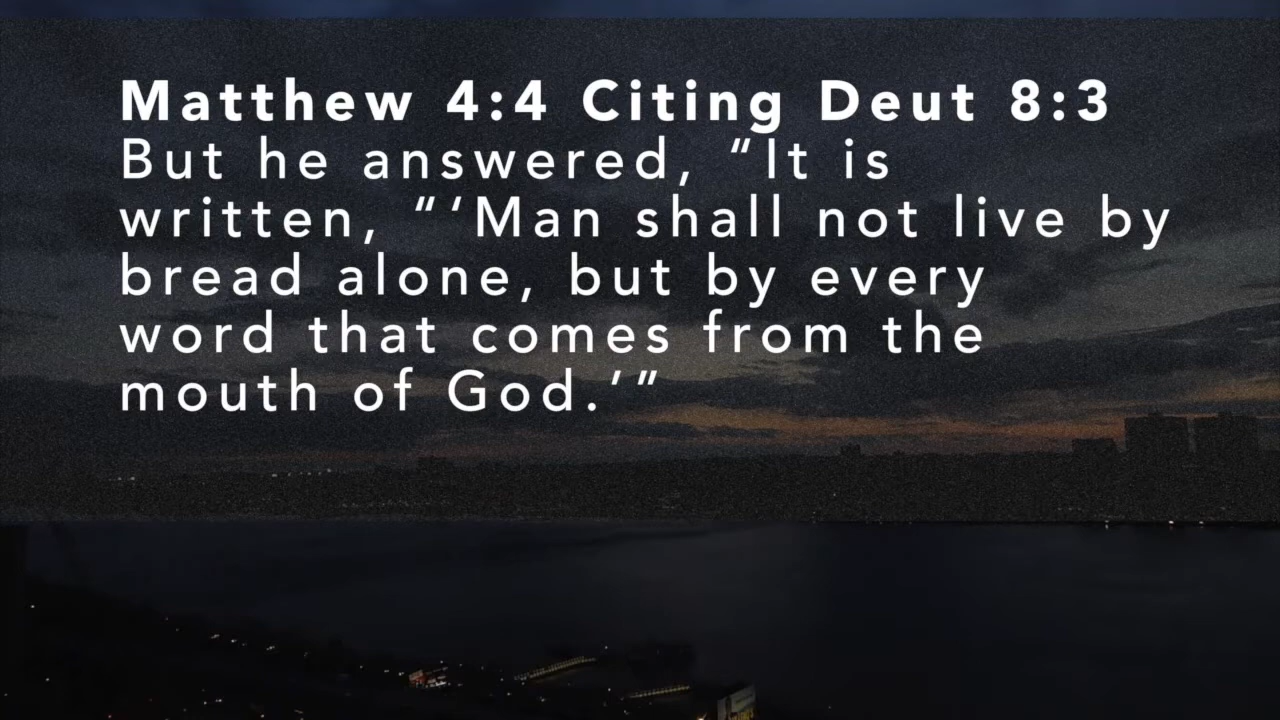 Matthew 4:4 Citing Deut 8:3
But he answered, “It is
written, “‘Man shall not live by
bread alone, but by every
word that comes from the
mouth of God.’”